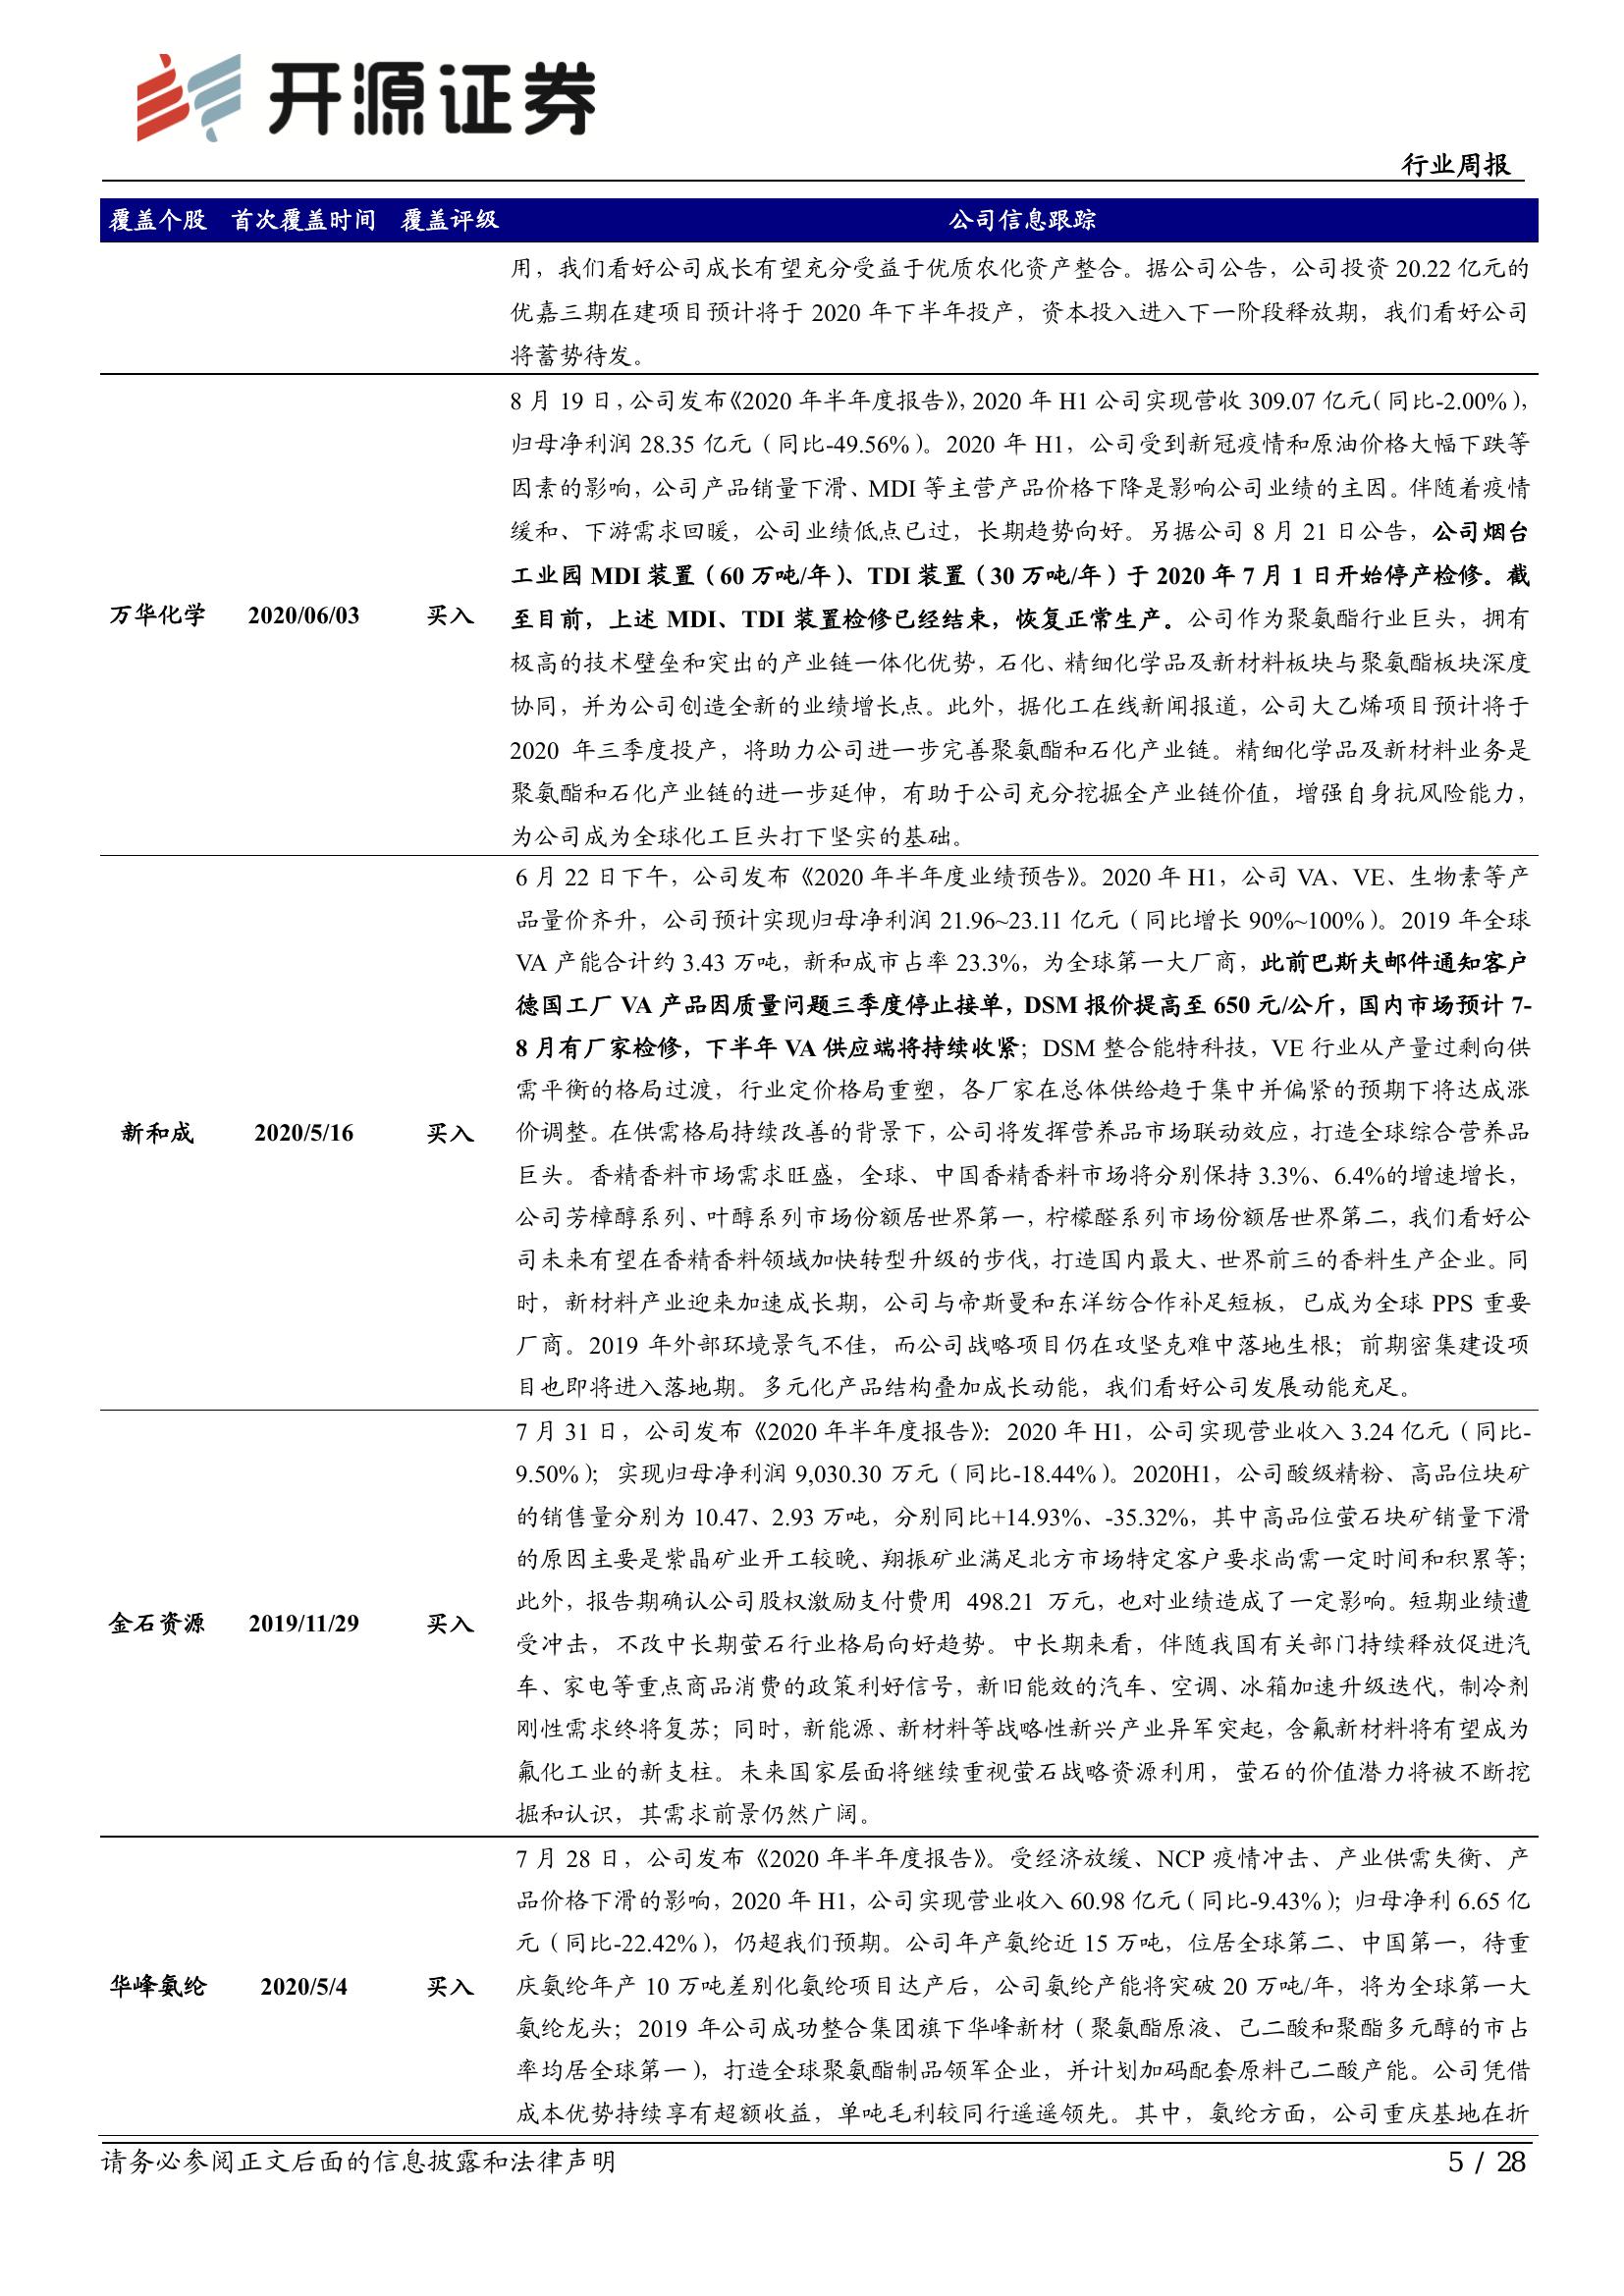 开源证券
行业周报
覆盖个股 首次覆盖时间 覆盖评级 公司信息跟踪
用，我们看好公司成长有望充分受益于优质农化资产整合。据公司公告，公司投资 20.22 亿元的
优嘉三期在建项目预计将于 2020 年下半年投产，资本投入进入下一阶段释放期，我们看好公司
将蓄势待发。
8 月 19 日，公司发布《2020 年半年度报告》，2020 年 H1 公司实现营收 309.07 亿元（同比-2.00%），
归母净利润 28.35 亿元（同比-49.56%）。2020 年 H1，公司受到新冠疫情和原油价格大幅下跌等
因素的影响，公司产品销量下滑、MDI 等主营产品价格下降是影响公司业绩的主因。伴随着疫情
缓和、下游需求回暖，公司业绩低点已过，长期趋势向好。另据公司 8 月 21 日公告，公司烟台
工业园 MDI 装置（60 万吨/年）、TDI 装置（30 万吨/年）于 2020 年 7 月 1 日开始停产检修。截
万华化学 2020/06/03 买入 至目前，上述 MDI、TDI 装置检修已经结束，恢复正常生产。公司作为聚氨酯行业巨头，拥有
极高的技术壁垒和突出的产业链一体化优势，石化、精细化学品及新材料板块与聚氨酯板块深度
协同，并为公司创造全新的业绩增长点。此外，据化工在线新闻报道，公司大乙烯项目预计将于
2020 年三季度投产，将助力公司进一步完善聚氨酯和石化产业链。精细化学品及新材料业务是
聚氨酯和石化产业链的进一步延伸，有助于公司充分挖掘全产业链价值，增强自身抗风险能力，
为公司成为全球化工巨头打下坚实的基础。
6 月 22 日下午，公司发布《2020 年半年度业绩预告》。2020 年 H1，公司 VA、VE、生物素等产
品量价齐升，公司预计实现归母净利润 21.96~23.11 亿元（同比增长 90%~100%）。2019 年全球
VA 产能合计约 3.43 万吨，新和成市占率 23.3%，为全球第一大厂商，此前巴斯夫邮件通知客户
德国工厂 VA 产品因质量问题三季度停止接单，DSM 报价提高至 650 元/公斤，国内市场预计 7-
8 月有厂家检修，下半年 VA 供应端将持续收紧；DSM 整合能特科技，VE 行业从产量过剩向供
需平衡的格局过渡，行业定价格局重塑，各厂家在总体供给趋于集中并偏紧的预期下将达成涨
新和成 2020/5/16 买入 价调整。在供需格局持续改善的背景下，公司将发挥营养品市场联动效应，打造全球综合营养品
巨头。香精香料市场需求旺盛，全球、中国香精香料市场将分别保持 3.3%、6.4%的增速增长，
公司芳樟醇系列、叶醇系列市场份额居世界第一，柠檬醛系列市场份额居世界第二，我们看好公
司未来有望在香精香料领域加快转型升级的步伐，打造国内最大、世界前三的香料生产企业。同
时，新材料产业迎来加速成长期，公司与帝斯曼和东洋纺合作补足短板，已成为全球 PPS 重要
厂商。2019 年外部环境景气不佳，而公司战略项目仍在攻坚克难中落地生根；前期密集建设项
目也即将进入落地期。多元化产品结构叠加成长动能，我们看好公司发展动能充足。
7 月 31 日，公司发布《2020 年半年度报告》：2020 年 H1，公司实现营业收入 3.24 亿元（同比-
9.50%）；实现归母净利润 9,030.30 万元（同比-18.44%）。2020H1，公司酸级精粉、高品位块矿
的销售量分别为 10.47、2.93 万吨，分别同比+14.93%、-35.32%，其中高品位萤石块矿销量下滑
的原因主要是紫晶矿业开工较晚、翔振矿业满足北方市场特定客户要求尚需一定时间和积累等；
此外，报告期确认公司股权激励支付费用 498.21 万元，也对业绩造成了一定影响。短期业绩遭
金石资源 2019/11/29 买入 受冲击，不改中长期萤石行业格局向好趋势。中长期来看，伴随我国有关部门持续释放促进汽
车、家电等重点商品消费的政策利好信号，新旧能效的汽车、空调、冰箱加速升级迭代，制冷剂
刚性需求终将复苏；同时，新能源、新材料等战略性新兴产业异军突起，含氟新材料将有望成为
氟化工业的新支柱。未来国家层面将继续重视萤石战略资源利用，萤石的价值潜力将被不断挖
掘和认识，其需求前景仍然广阔。
7 月 28 日，公司发布《2020 年半年度报告》。受经济放缓、NCP 疫情冲击、产业供需失衡、产
品价格下滑的影响，2020 年 H1，公司实现营业收入 60.98 亿元（同比-9.43%）；归母净利 6.65 亿
元（同比-22.42%），仍超我们预期。公司年产氨纶近 15 万吨，位居全球第二、中国第一，待重
华峰氨纶 2020/5/4 买入 庆氨纶年产 10 万吨差别化氨纶项目达产后，公司氨纶产能将突破 20 万吨/年，将为全球第一大
氨纶龙头；2019 年公司成功整合集团旗下华峰新材（聚氨酯原液、己二酸和聚酯多元醇的市占
率均居全球第一），打造全球聚氨酯制品领军企业，并计划加码配套原料己二酸产能。公司凭借
成本优势持续享有超额收益，单吨毛利较同行遥遥领先。其中，氨纶方面，公司重庆基地在折
请务必参阅正文后面的信息披露和法律声明 5 / 28